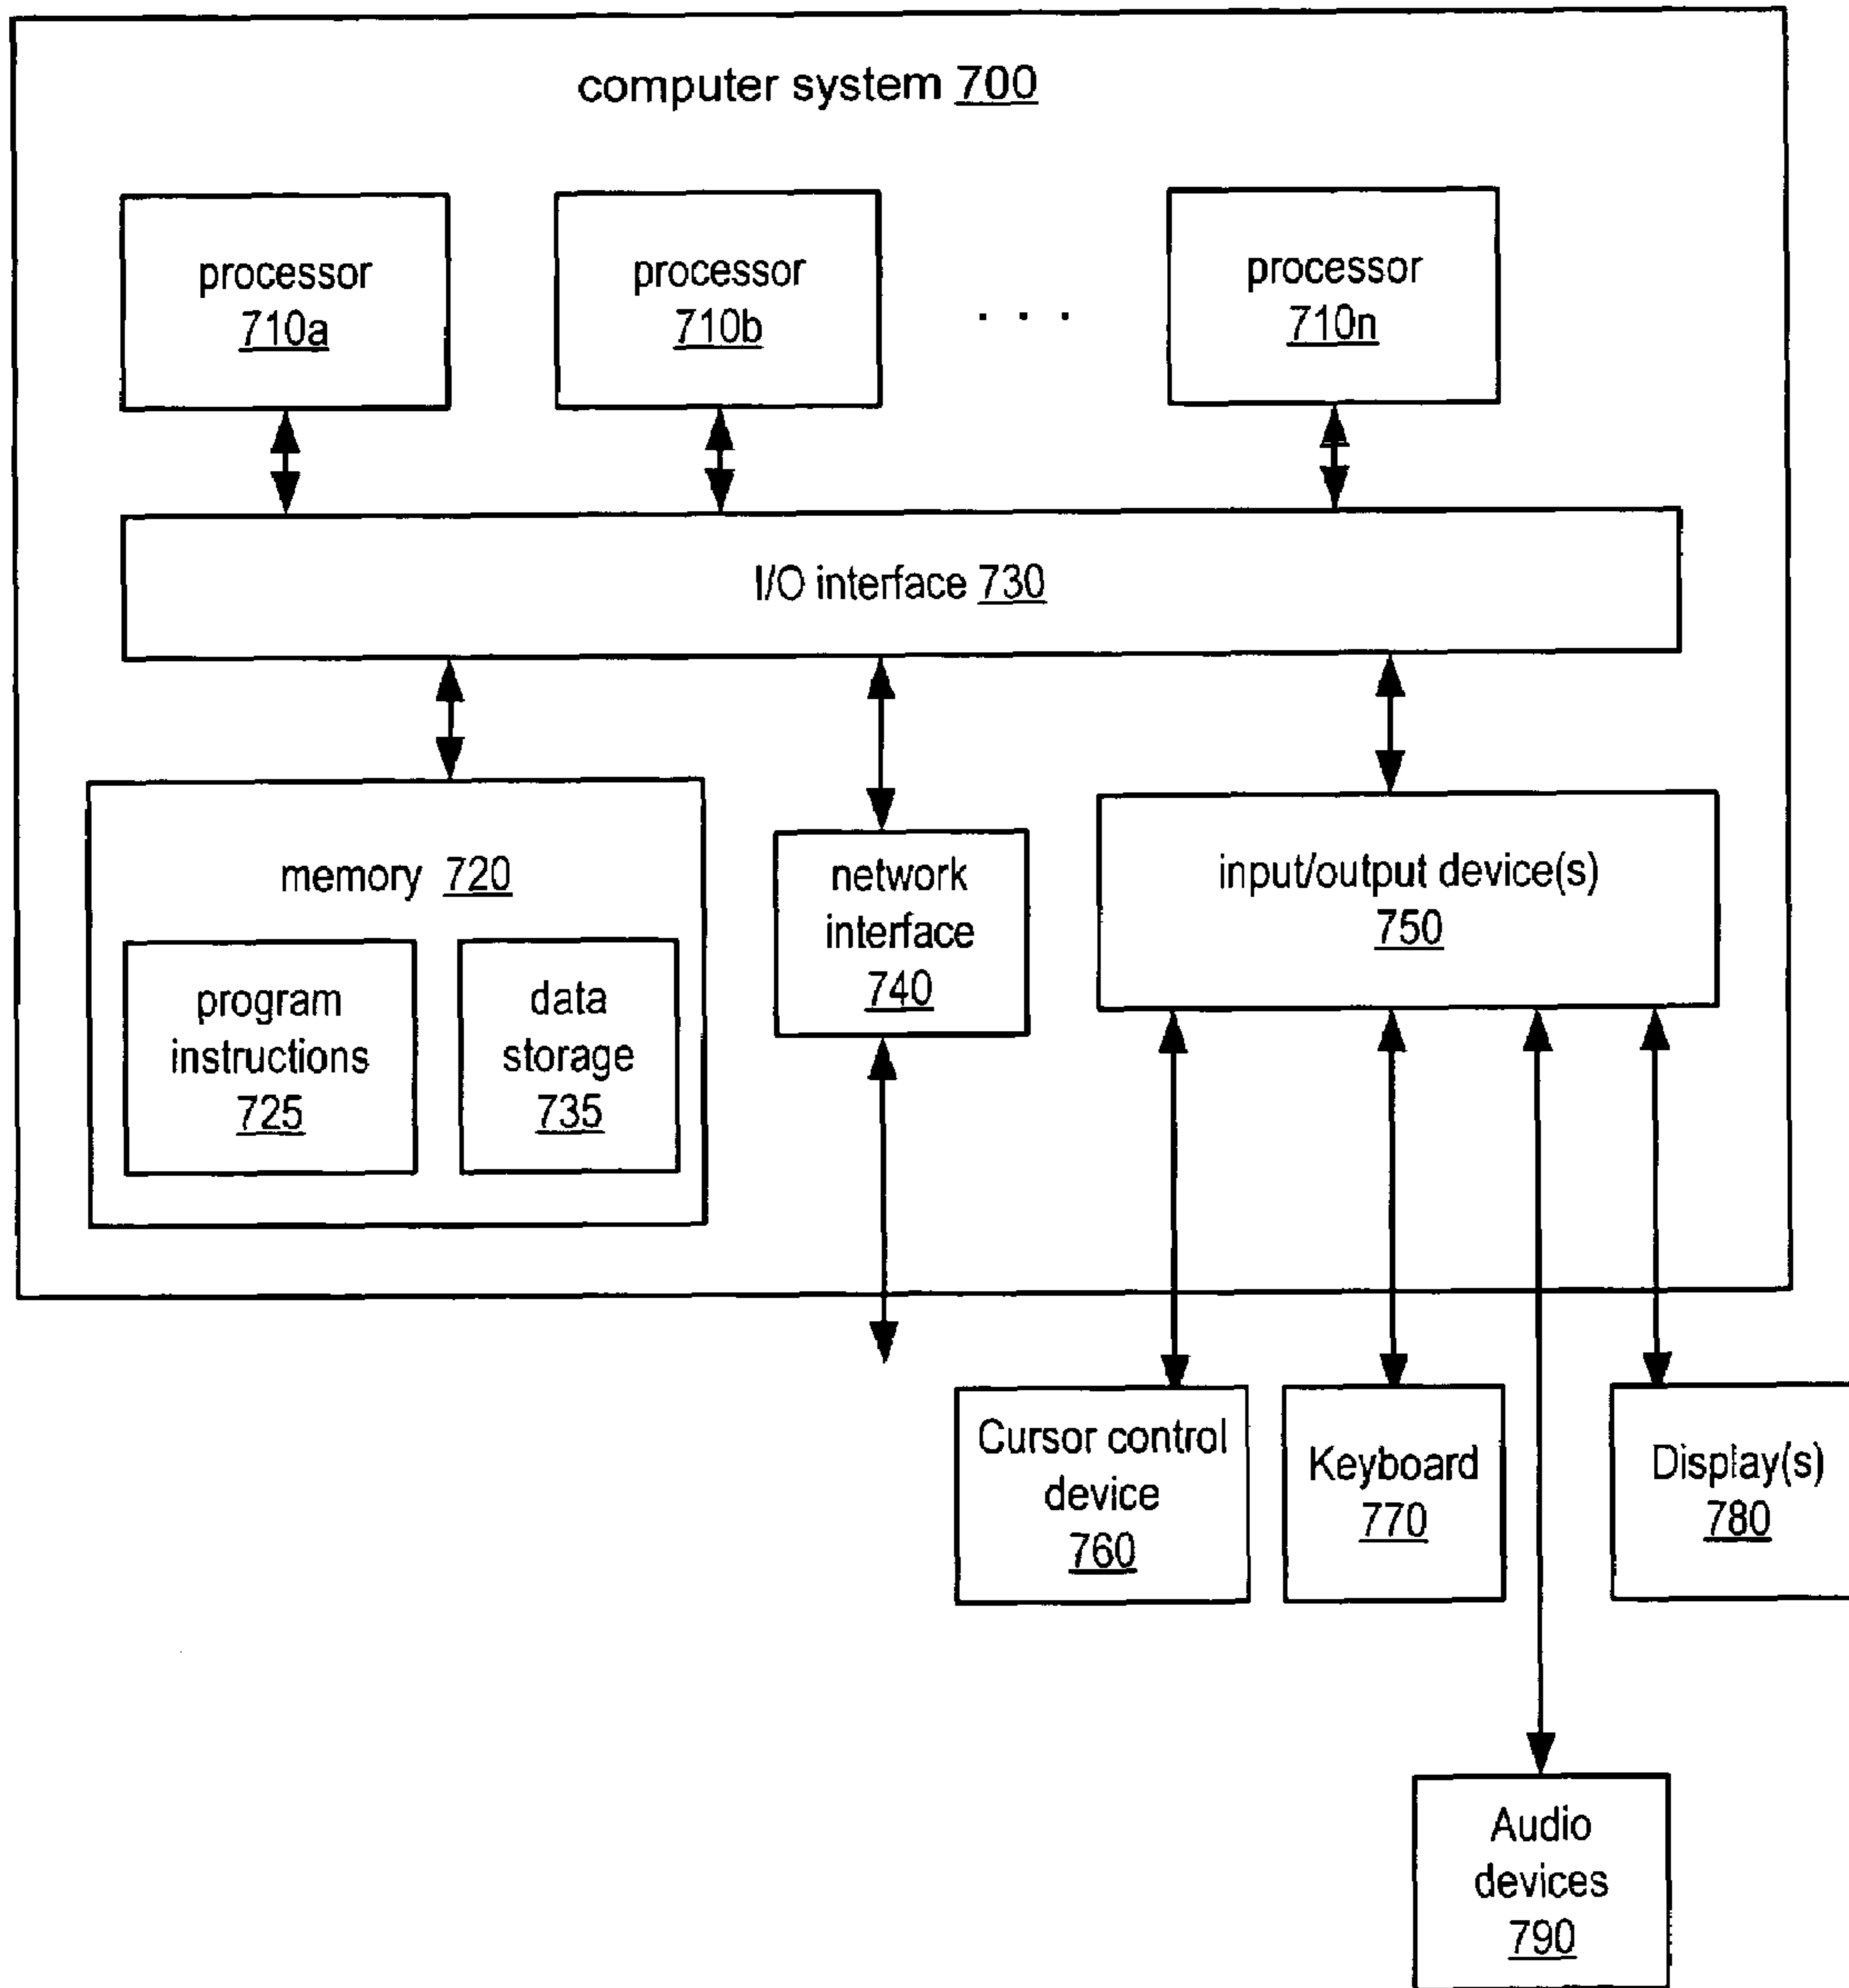 computer system 700
processor
710a
processor
710b
. . .
processor
710n
I/O interface 730
memory 720
program
instructions
725
data
storage
735
network
interface
740
input/output device(s)
750
Cursor control
device
760
Keyboard
770
Display(s)
780
Audio
devices
790